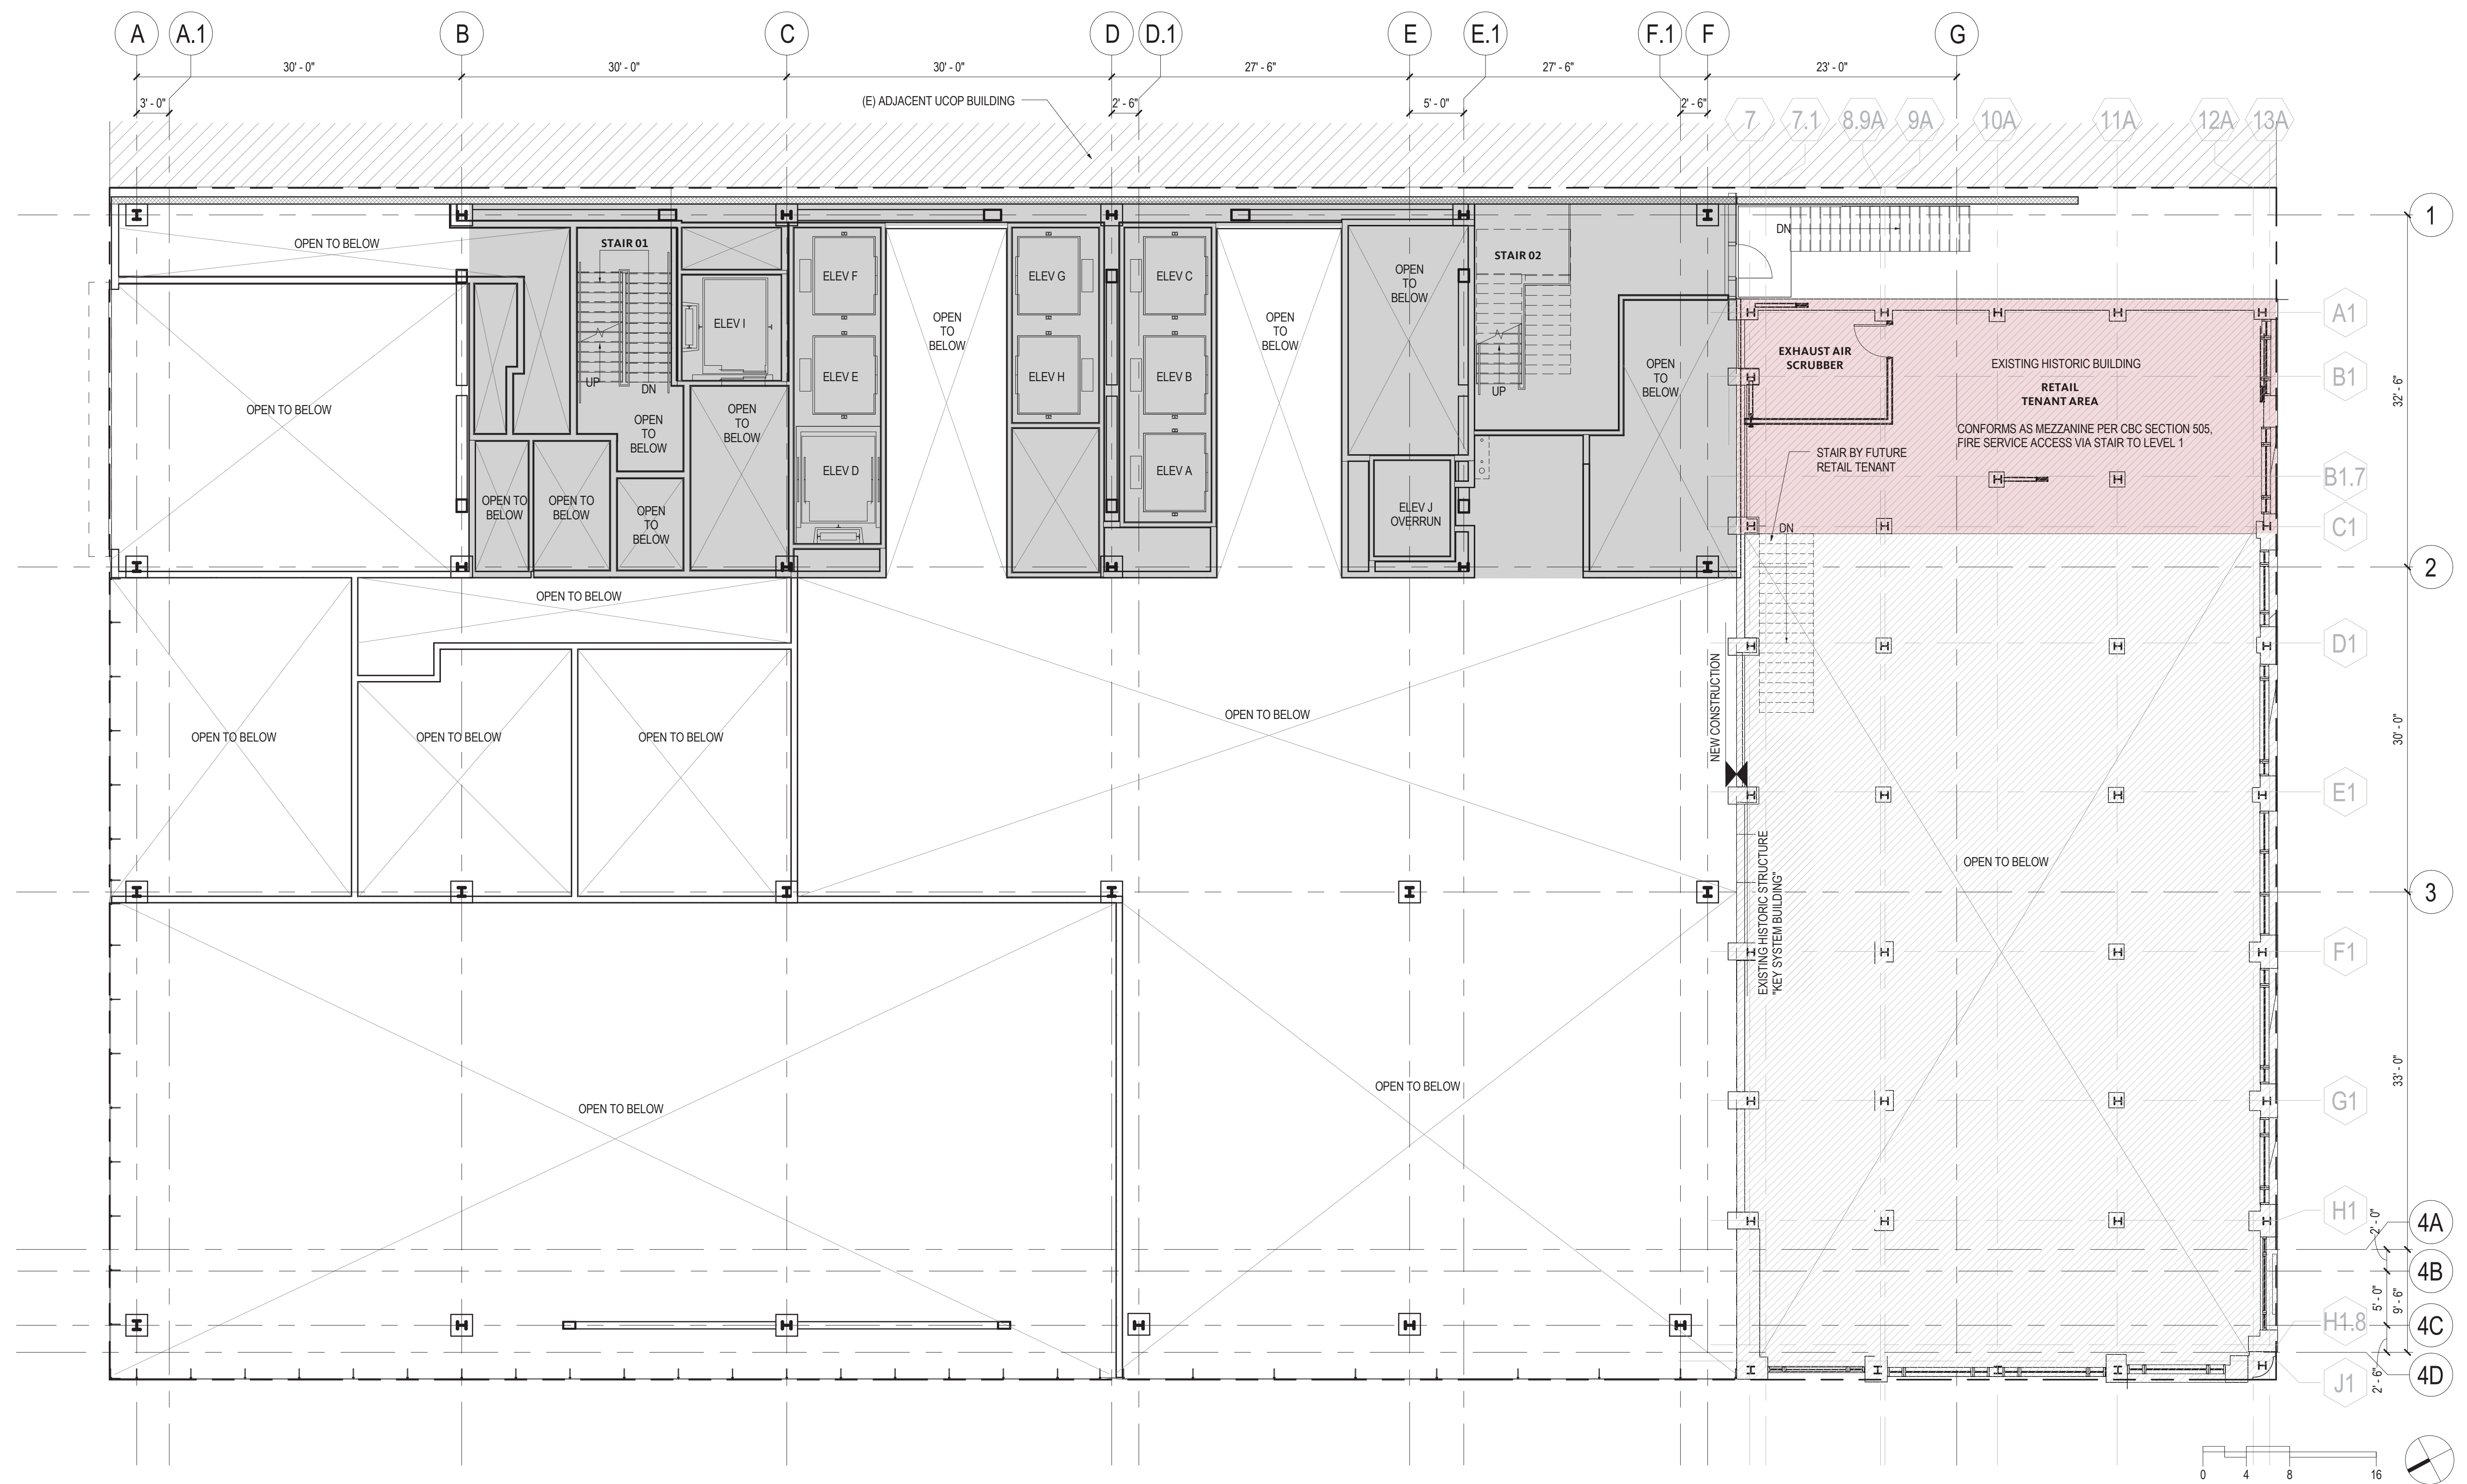 A A.1 B C D D.1 E E.1 F.1 F G
30' - 0" 30' - 0" 30' - 0" 27' - 6" 27' - 6" 23' - 0"
3' - 0" (E) ADJACENT UCOP BUILDING 2' - 6" 5' - 0" 2' - 6"
7 7.1 8.9A 9A 10A 11A 12A 13A
1
DN
OPEN TO BELOW
STAIR 01
STAIR 02
ELEV F
ELEV G
ELEV C
OPEN
TO
BELOW
ELEV I
OPEN
TO
BELOW
OPEN
TO
BELOW
A1
EXHAUST AIR
SCRUBBER
EXISTING HISTORIC BUILDING
RETAIL
TENANT AREA
CONFORMS AS MEZZANINE PER CBC SECTION 505,
FIRE SERVICE ACCESS VIA STAIR TO LEVEL 1
STAIR BY FUTURE
RETAIL TENANT
DN
B1
32' - 6"
B1.7
C1
ELEV E
ELEV H
ELEV B
OPEN
TO
BELOW
UP
DN
UP
OPEN TO BELOW
OPEN
TO
BELOW
OPEN
TO
BELOW
ELEV D
ELEV A
OPEN TO
BELOW
OPEN TO
BELOW
OPEN
TO
BELOW
ELEV J
OVERRUN
2
OPEN TO BELOW
D1
NEW CONSTRUCTION
OPEN TO BELOW
OPEN TO BELOW
OPEN TO BELOW
OPEN TO BELOW
30' - 0"
E1
EXISTING HISTORIC STRUCTURE
"KEY SYSTEM BUILDING"
OPEN TO BELOW
3
F1
33' - 0"
OPEN TO BELOW
OPEN TO BELOW
G1
H1
2' - 0"
4A
4B
5' - 0"
9' - 6"
H1.8
4C
2' - 6"
4D
J1
0 4 8 16